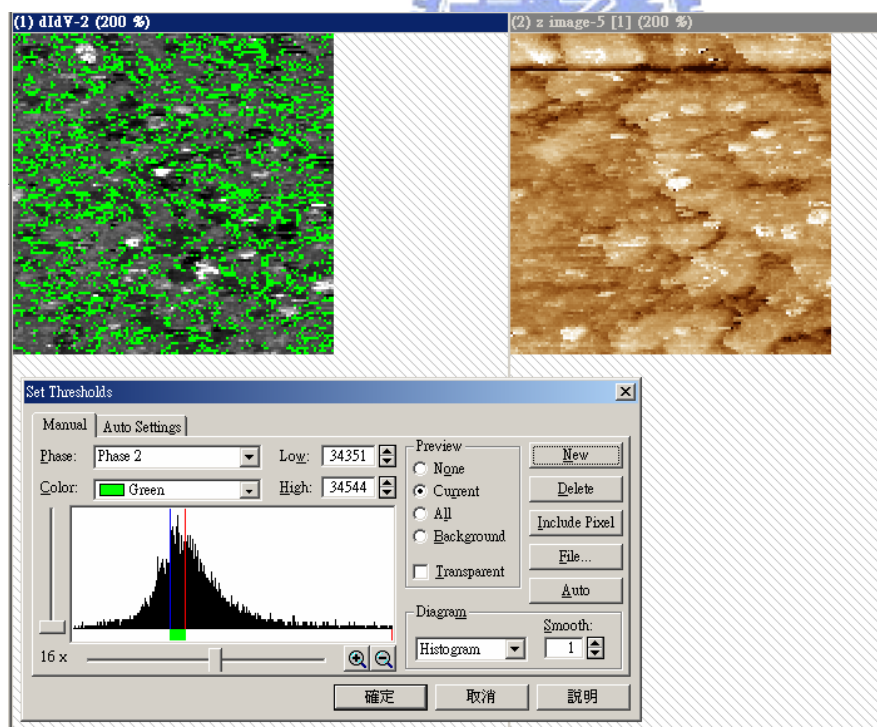 (1) dIdV-2 (200 %)
(2) z image-5 [1] (200 %)
Set Thresholds
Manual
Auto Settings
Phase: Phase 2
Low: 34351
Color: Green
High: 34544
Preview
None
Current
All
Background
Transparent
New
Delete
Include Pixel
File...
Auto
Diagram
Histogram
Smooth:
1
16 x
確定
取消
說明